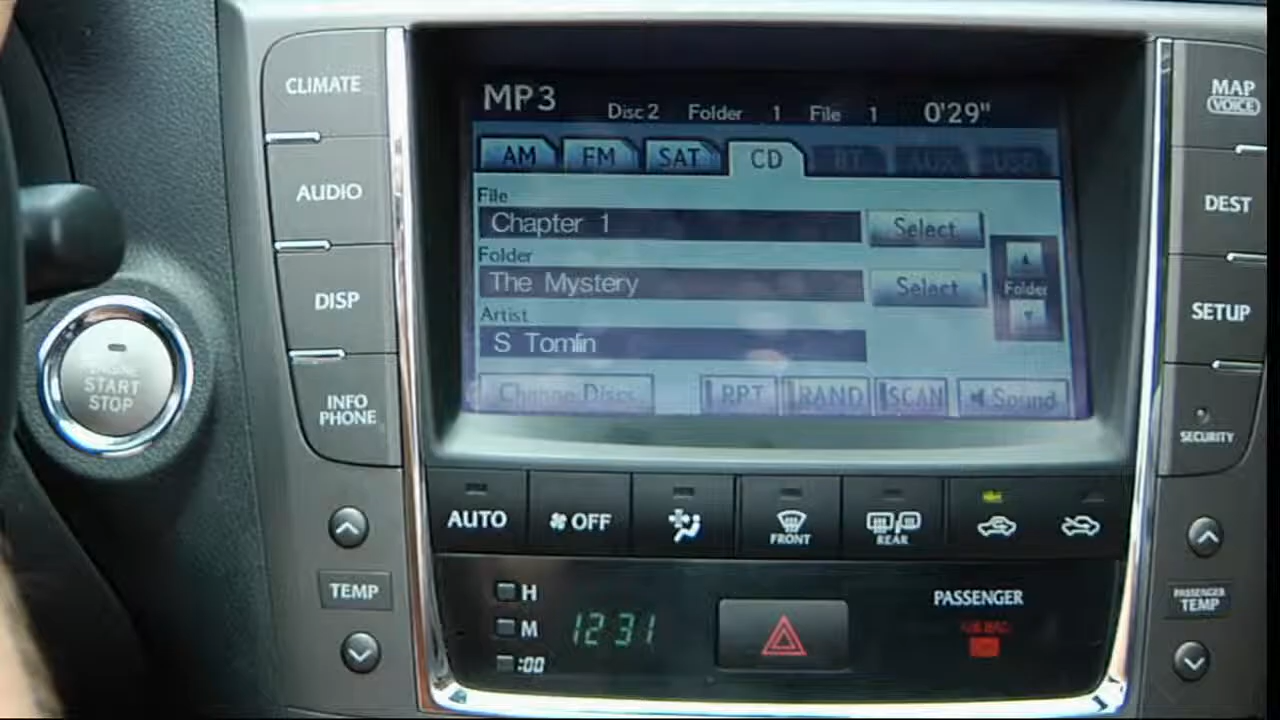 CLIMATE
AUDIO
DISP
INFO
PHONE
ENGINE
START
STOP
TEMP
MP3 Disc 2 Folder 1 File 1 0'29"
AM FM SAT CD BT AUX USB
File
Chapter 1 Select
Folder
The Mystery Select
Folder
Artist
S Tomlin
Change Discs RPT RAND SCAN Sound
AUTO OFF FRONT REAR
H
M
:00
12 31
PASSENGER
AIR BAG
MAP
VOICE
DEST
SETUP
SECURITY
PASSENGER
TEMP